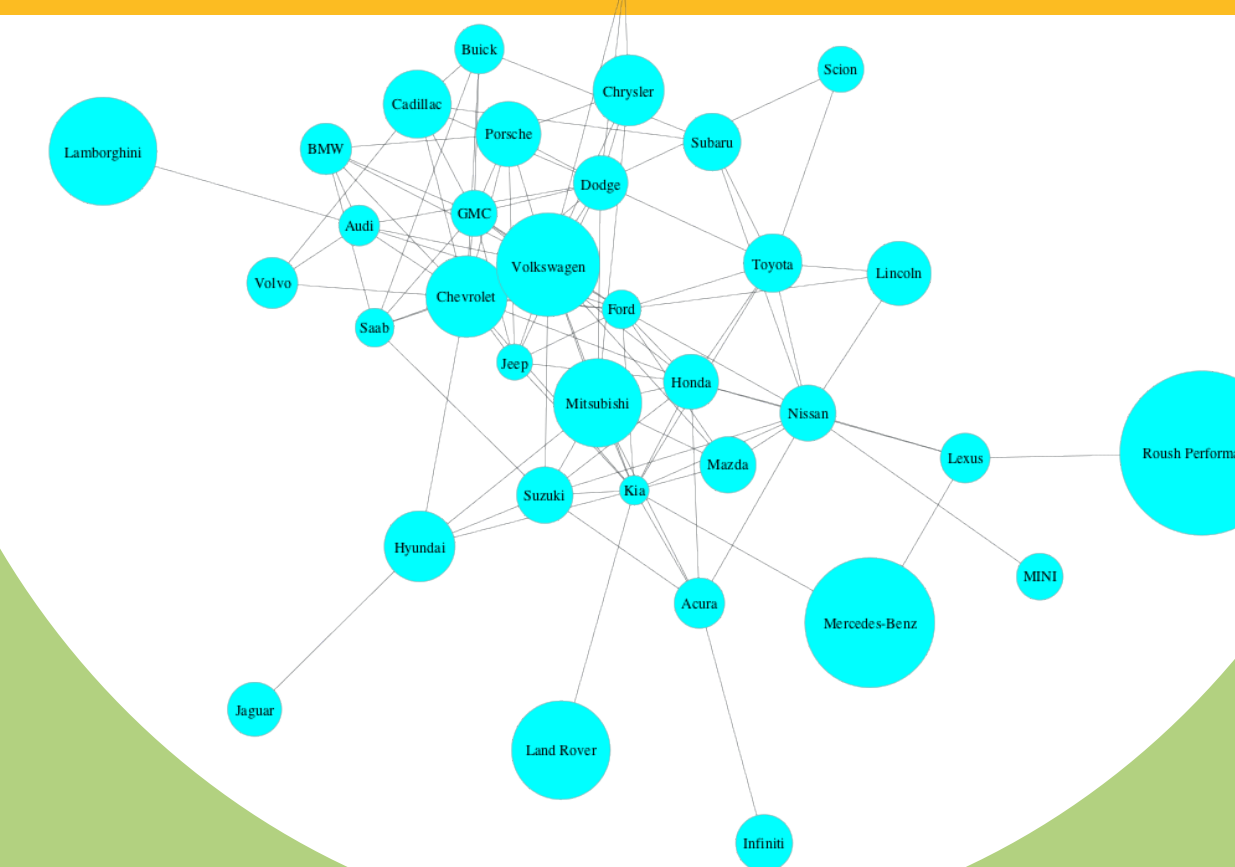 Buick
Scion
Chrysler
Cadillac
Porsche
Subaru
BMW
Lamborghini
Dodge
GMC
Audi
Toyota
Volkswagen
Lincoln
Volvo
Chevrolet
Ford
Saab
Jeep
Honda
Mitsubishi
Nissan
Roush Performa
Lexus
Mazda
Kia
Suzuki
Hyundai
MINI
Acura
Mercedes-Benz
Jaguar
Land Rover
Infiniti